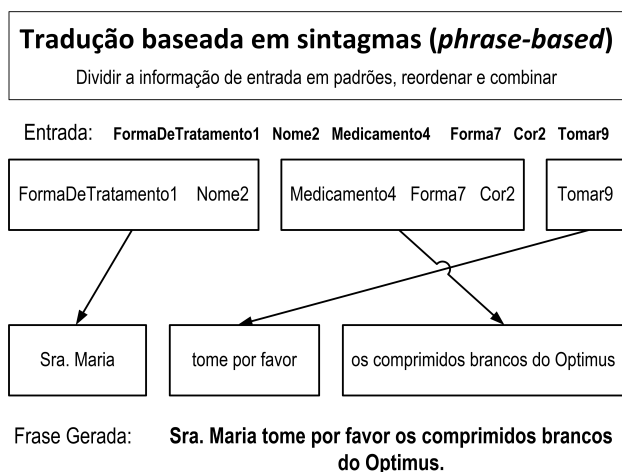 Tradução baseada em sintagmas (phrase-based)
Dividir a informação de entrada em padrões, reordenar e combinar
Entrada: FormaDeTratamento1 Nome2 Medicamento4 Forma7 Cor2 Tomar9
FormaDeTratamento1 Nome2 Medicamento4 Forma7 Cor2 Tomar9
Sra. Maria tome por favor os comprimidos brancos do Optimus
Frase Gerada: Sra. Maria tome por favor os comprimidos brancos
do Optimus.